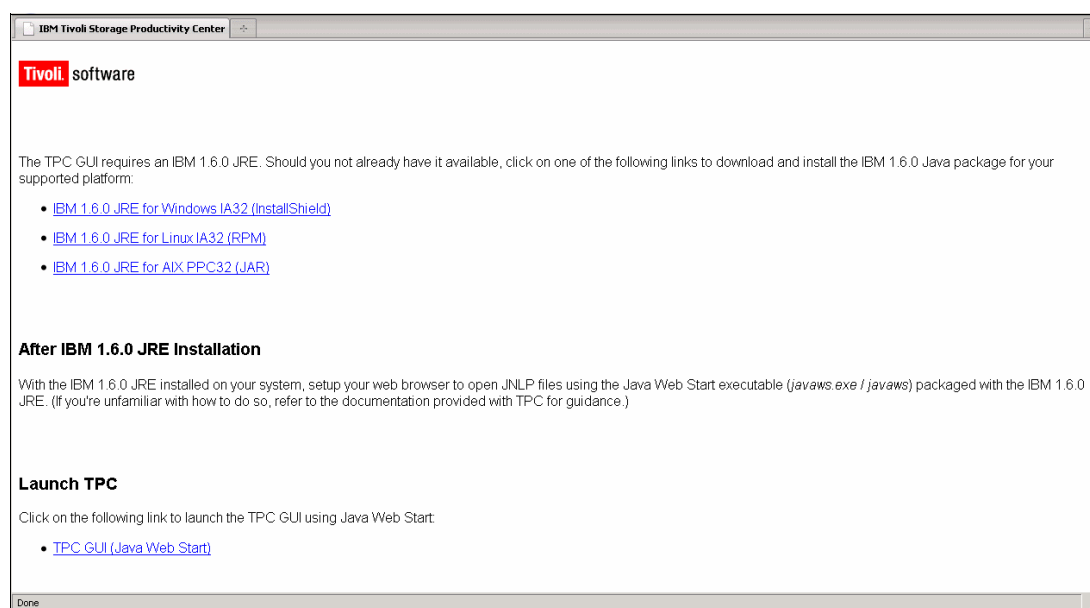 IBM Tivoli Storage Productivity Center
Tivoli. software
The TPC GUI requires an IBM 1.6.0 JRE. Should you not already have it available, click on one of the following links to download and install the IBM 1.6.0 Java package for your
supported platform:
• IBM 1.6.0 JRE for Windows IA32 (InstallShield)
• IBM 1.6.0 JRE for Linux IA32 (RPM)
• IBM 1.6.0 JRE for AIX PPC32 (JAR)
After IBM 1.6.0 JRE Installation
With the IBM 1.6.0 JRE installed on your system, setup your web browser to open JNLP files using the Java Web Start executable (javaws.exe / javaws) packaged with the IBM 1.6.0
JRE. (If you're unfamiliar with how to do so, refer to the documentation provided with TPC for guidance.)
Launch TPC
Click on the following link to launch the TPC GUI using Java Web Start:
• TPC GUI (Java Web Start)
Done